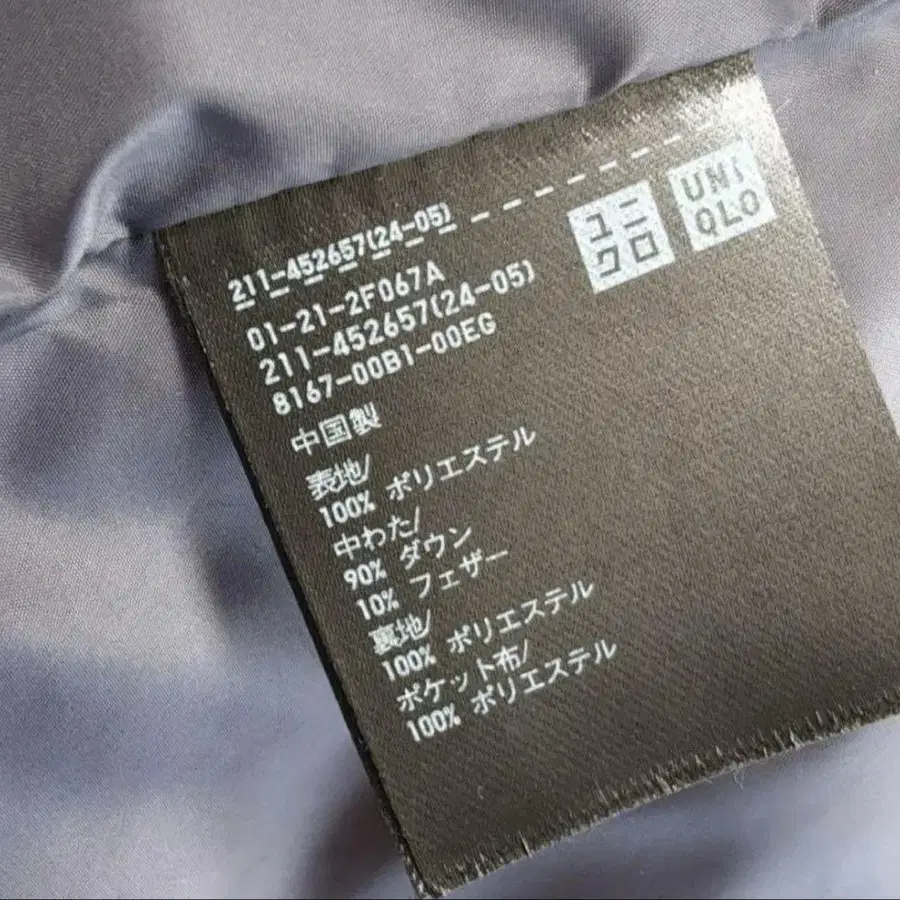 211-452657(24-05)
ユニ
クロ
UNI
QLO
01-21-2F067A
211-452657(24-05)
8167-00B1-00EG
中国製
表地/
100% ポリエステル
中わた/
90% ダウン
10% フェザー
裏地/
100% ポリエステル
ポケット布/
100% ポリエステル